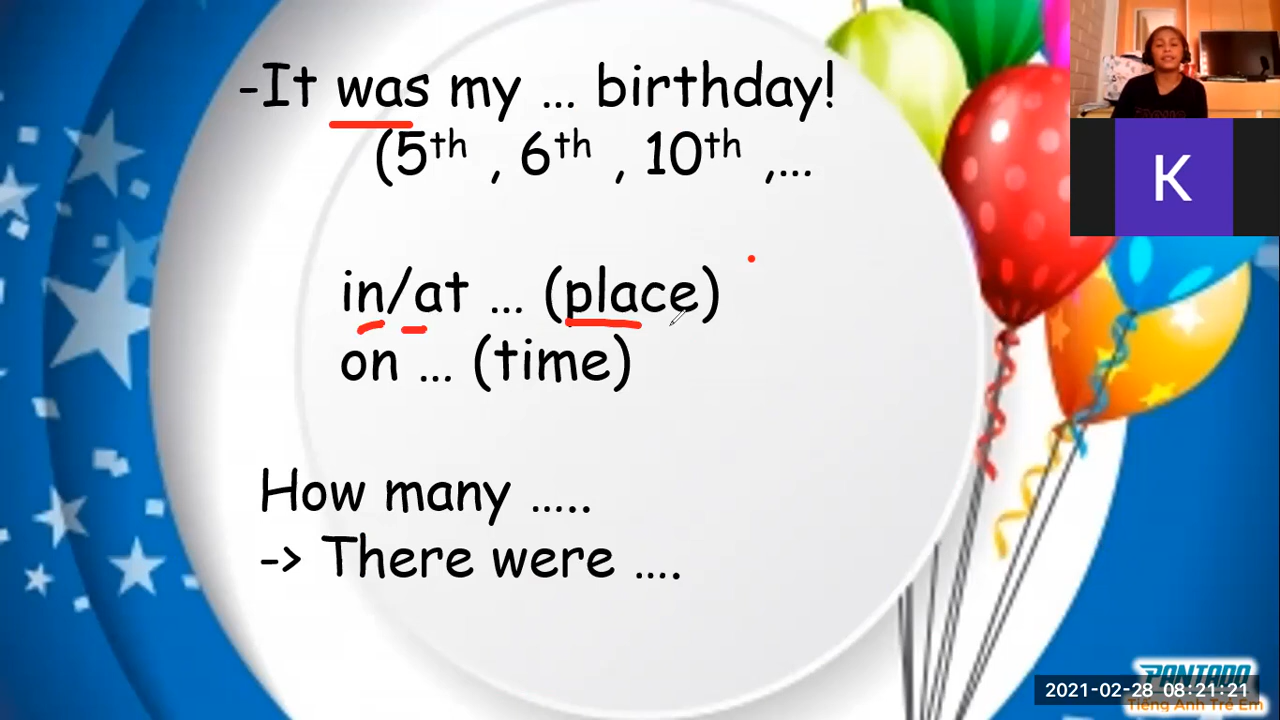 -It was my ... birthday!
(5th , 6th , 10th ,...
in/at ... (place)
on ... (time)
How many .....
-> There were ....
K
PANTADO
2021-02-28 08:21:21
Tiếng Anh Trẻ Em